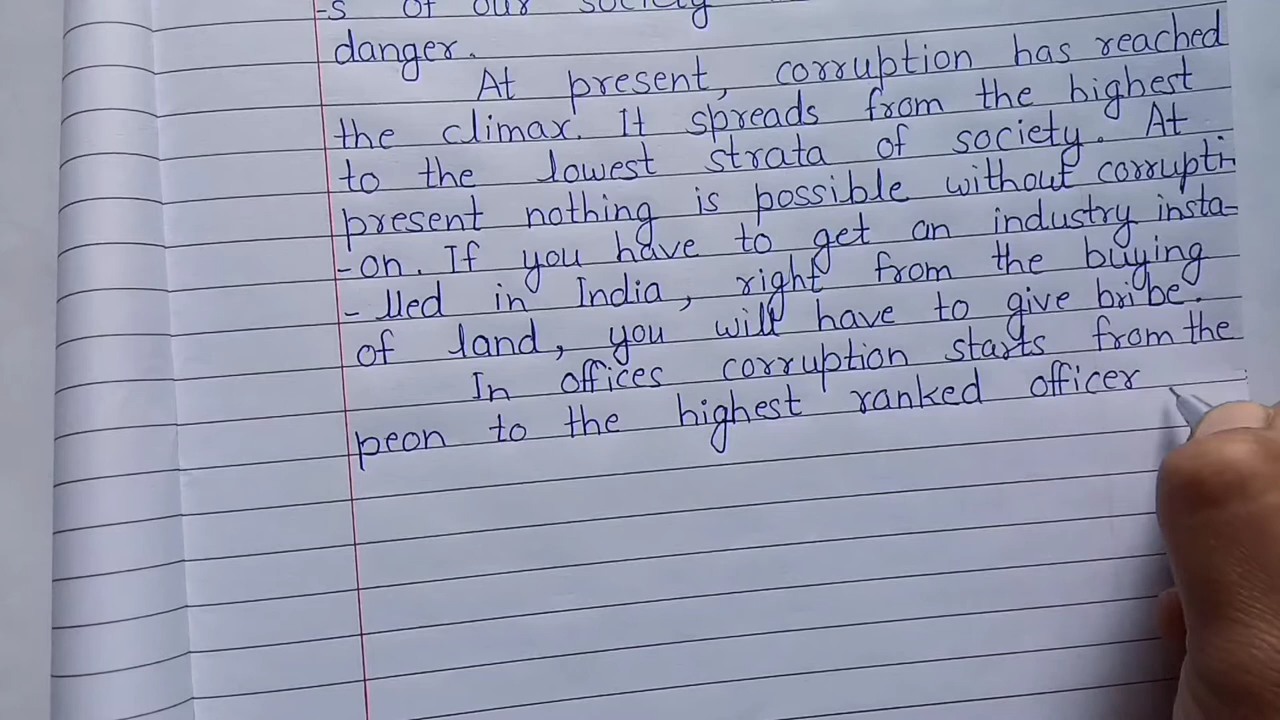 -s of our society
danger.
At present, corruption has reached
the climax. It spreads from the highest
to the lowest strata of society. At
present nothing is possible without corrupti
-on. If you have to get an industry insta-
-lled in India, right from the buying
of land, you will have to give bribe.
In offices corruption starts from the
peon to the highest ranked officer